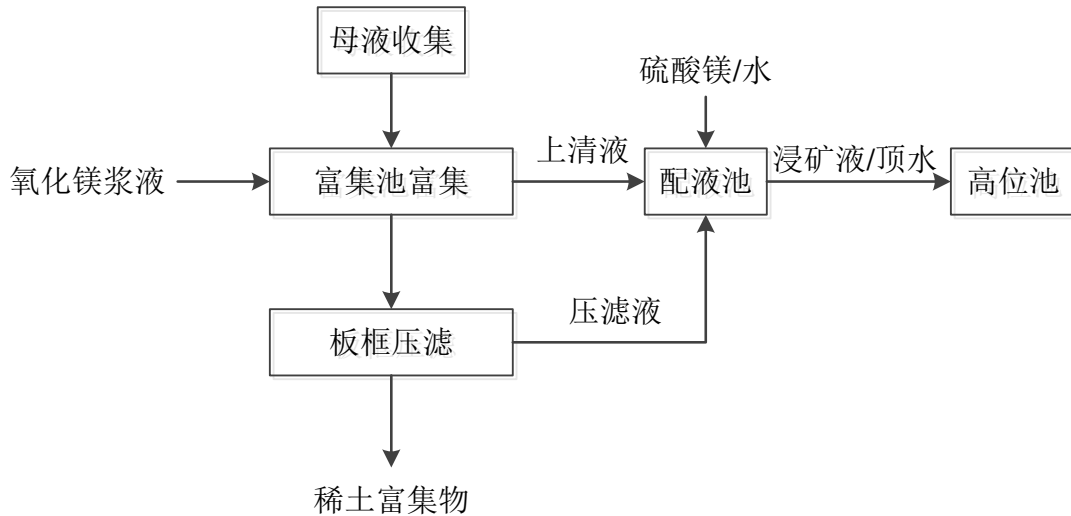 母液收集
硫酸镁/水
氧化镁浆液
富集池富集
上清液
配液池
浸矿液/顶水
高位池
板框压滤
压滤液
稀土富集物